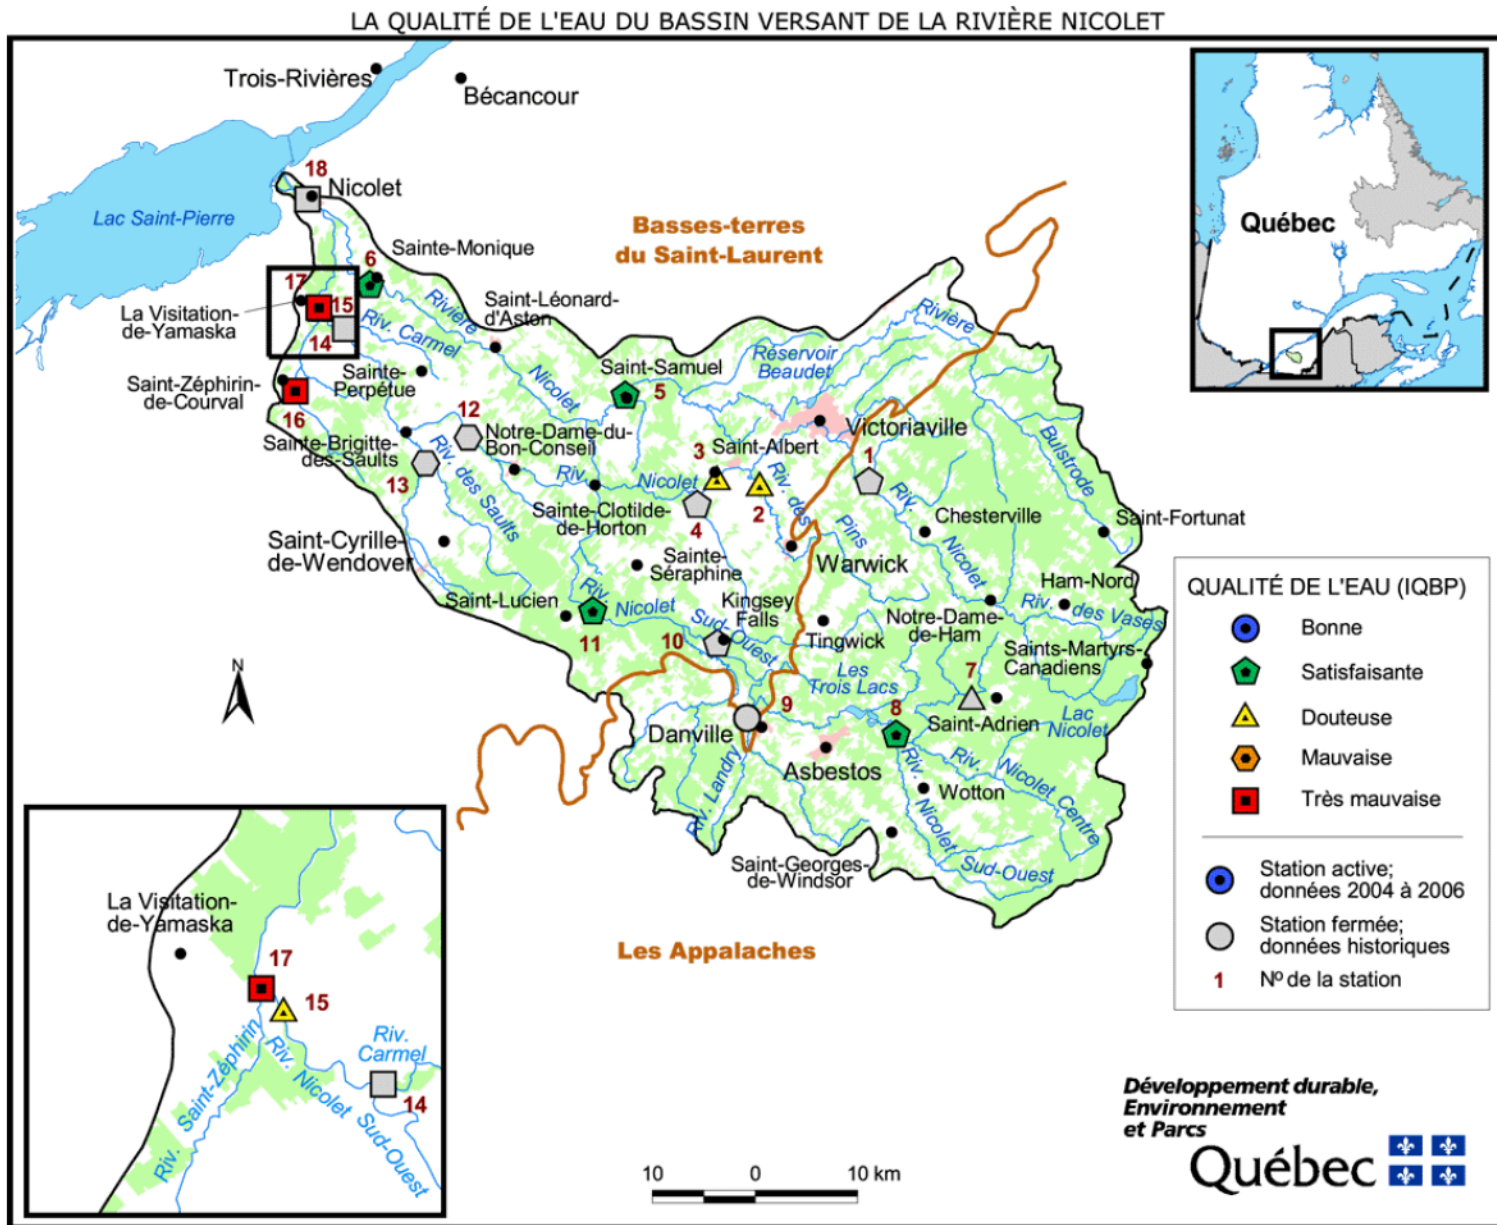 LA QUALITÉ DE L'EAU DU BASSIN VERSANT DE LA RIVIÈRE NICOLET
Trois-Rivières
Bécancour
18
Nicolet
Lac Saint-Pierre
Basses-terres
du Saint-Laurent
Québec
Sainte-Monique
6
17
15
14
La Visitation-
de-Yamaska
Rivière
Nicolet
Saint-Léonard-
d'Aston
Riv. Carmel
Rivière
Bulstrode
Réservoir
Beaudet
Saint-Samuel
5
Sainte-
Perpétue
Saint-Zéphirin-
de-Courval
16
12
Notre-Dame-du-
Bon-Conseil
Sainte-Brigitte-
des-Saults
13
Riv. des Saults
Victoriaville
1
3
Saint-Albert
2
4
Riv. Nicolet
Riv. des Pins
Riv. Nicolet
Sainte-Clotilde-
de-Horton
Chesterville
Saint-Fortunat
Saint-Cyrille-
de-Wendover
Sainte-
Séraphine
Warwick
Ham-Nord
Riv. des Vases
Saint-Lucien
11
Riv. Nicolet Sud-Ouest
Kingsey
Falls
10
Tingwick
Notre-Dame-
de-Ham
Saints-Martyrs-
Canadiens
Les
Trois Lacs
7
8
9
Saint-Adrien
Lac
Nicolet
Danville
Asbestos
Riv. Landry
Riv. Nicolet Centre
Wotton
Riv. Nicolet Sud-Ouest
Saint-Georges-
de-Windsor
Les Appalaches
N
QUALITÉ DE L'EAU (IQBP)
Bonne
Satisfaisante
Douteuse
Mauvaise
Très mauvaise
Station active;
données 2004 à 2006
Station fermée;
données historiques
1
Nº de la station
La Visitation-
de-Yamaska
17
15
Riv. Saint-Zéphirin
Riv. Nicolet Sud-Ouest
Riv.
Carmel
14
10 0 10 km
Développement durable,
Environnement
et Parcs
Québec